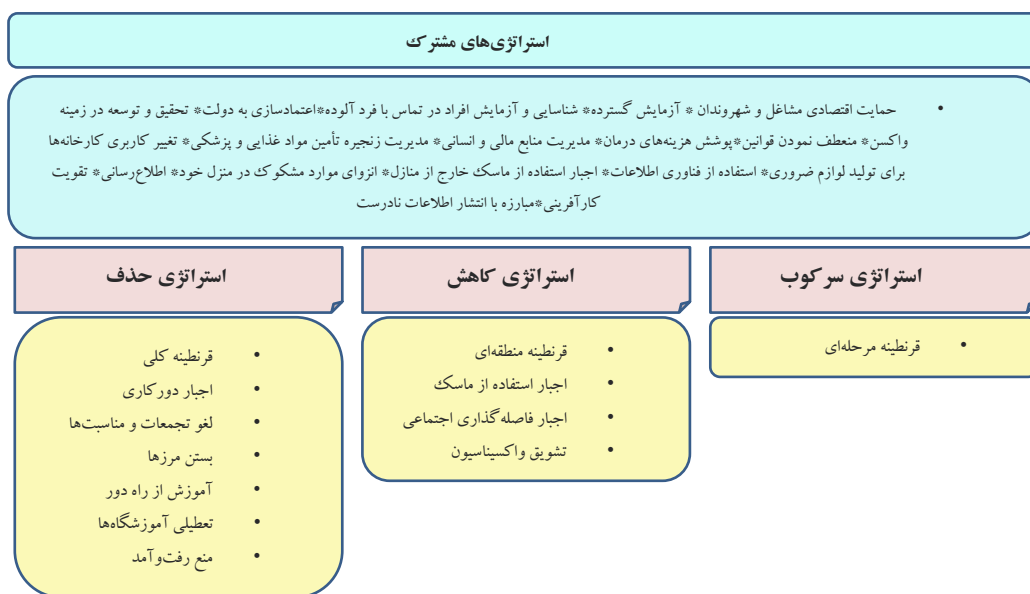 استراتژی‌های مشترک
• حمایت اقتصادی مشاغل و شهروندان * آزمایش گسترده* شناسایی و آزمایش افراد در تماس با فرد آلوده*اعتمادسازی به دولت* تحقیق و توسعه در زمینه
واکسن* منعطف نمودن قوانین*پوشش هزینه‌های درمان* مدیریت منابع مالی و انسانی* مدیریت زنجیره تأمین مواد غذایی و پزشکی* تغییر کاربری کارخانه‌ها
برای تولید لوازم ضروری* استفاده از فناوری اطلاعات* اجبار استفاده از ماسک خارج از منازل* انزوای موارد مشکوک در منزل خود* اطلاع‌رسانی* تقویت
کارآفرینی*مبارزه با انتشار اطلاعات نادرست
استراتژی سرکوب
• قرنطینه مرحله‌ای
استراتژی کاهش
• قرنطینه منطقه‌ای
• اجبار استفاده از ماسک
• اجبار فاصله‌گذاری اجتماعی
• تشویق واکسیناسیون
استراتژی حذف
• قرنطینه کلی
• اجبار دورکاری
• لغو تجمعات و مناسبت‌ها
• بستن مرزها
• آموزش از راه دور
• تعطیلی آموزشگاه‌ها
• منع رفت‌وآمد